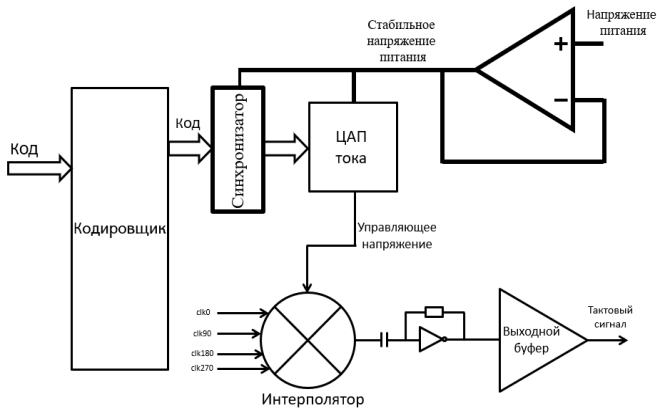 Стабильное
напряжение
питания
Напряжение
питания
+
−
Код
Кодировщик
Код
Синхронизатор
ЦАП
тока
Управляющее
напряжение
clk0
clk90
clk180
clk270
Интерполятор
Выходной
буфер
Тактовый
сигнал